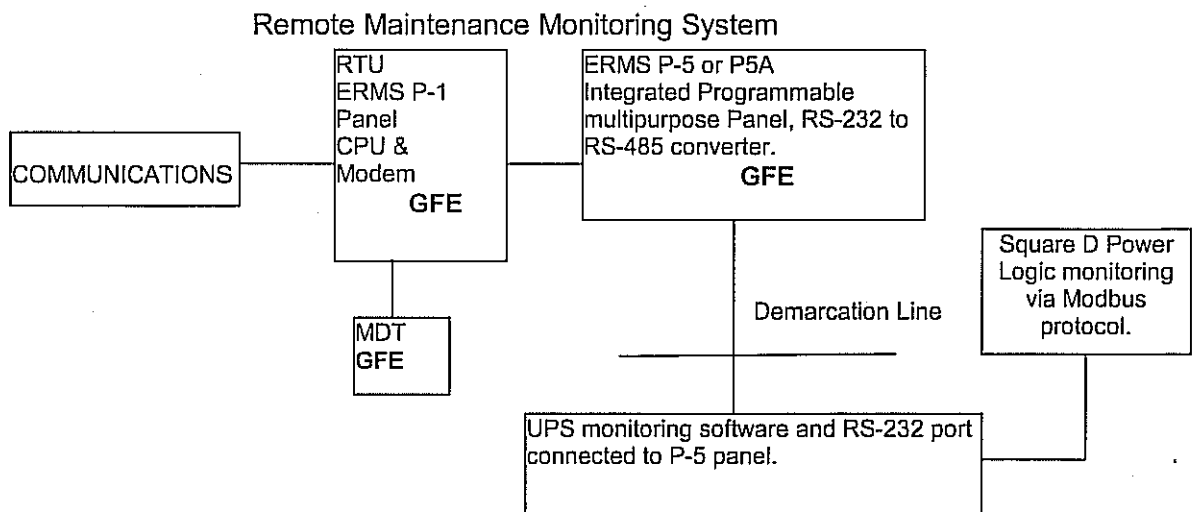 Remote Maintenance Monitoring System
RTU
ERMS P-1
Panel
CPU &
Modem
GFE
ERMS P-5 or P5A
Integrated Programmable
multipurpose Panel, RS-232 to
RS-485 converter.
GFE
COMMUNICATIONS
Square D Power
Logic monitoring
via Modbus
protocol.
Demarcation Line
MDT
GFE
UPS monitoring software and RS-232 port
connected to P-5 panel.